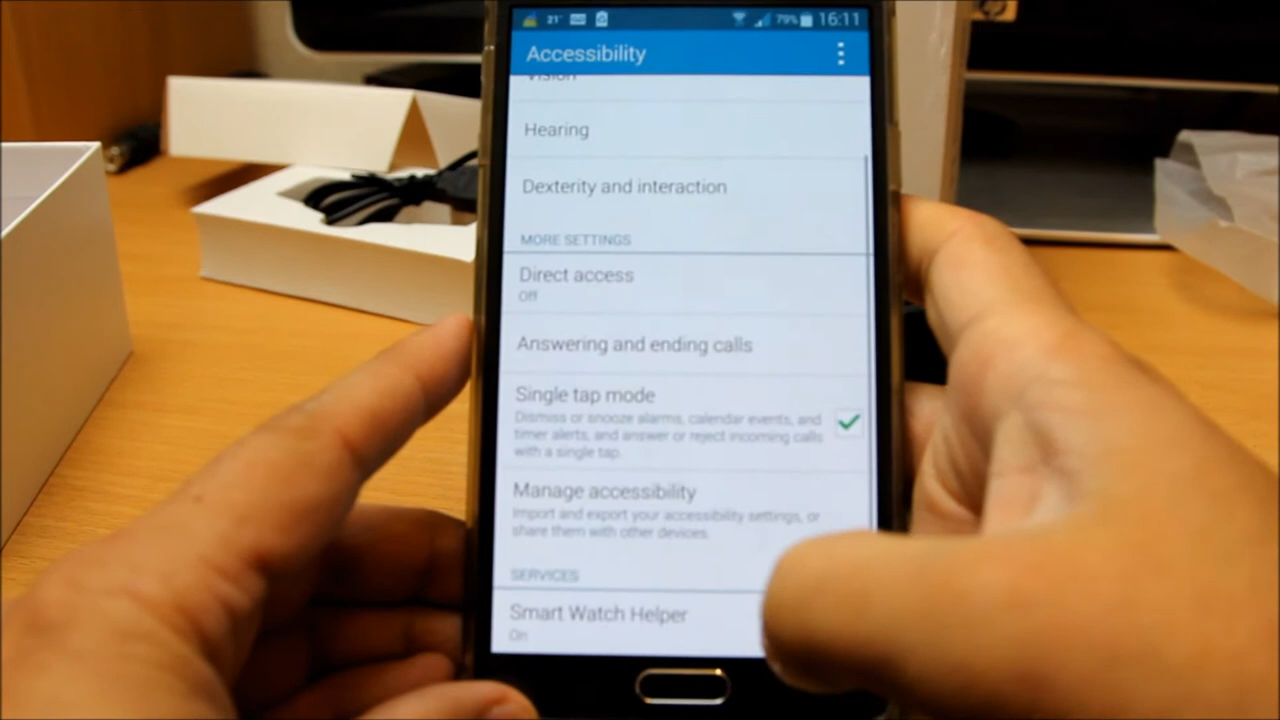 21°
79%
16:11
Accessibility
Vision
Hearing
Dexterity and interaction
MORE SETTINGS
Direct access
Off
Answering and ending calls
Single tap mode
Dismiss or snooze alarms, calendar events, and
timer alerts, and answer or reject incoming calls
with a single tap.
Manage accessibility
Import and export your accessibility settings, or
share them with other devices.
SERVICES
Smart Watch Helper
On
hp